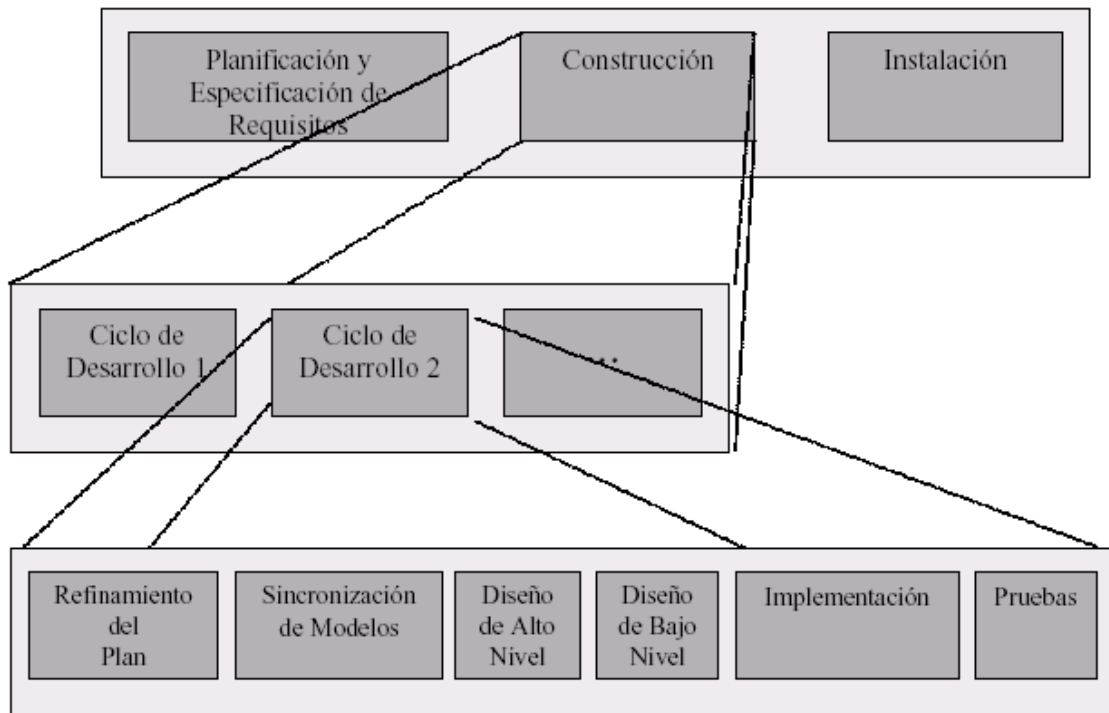 Planificación y
Especificación de
Requisitos
Construcción
Instalación
Ciclo de
Desarrollo 1
Ciclo de
Desarrollo 2
...
Refinamiento
del
Plan
Sincronización
de Modelos
Diseño
de Alto
Nivel
Diseño
de Bajo
Nivel
Implementación
Pruebas